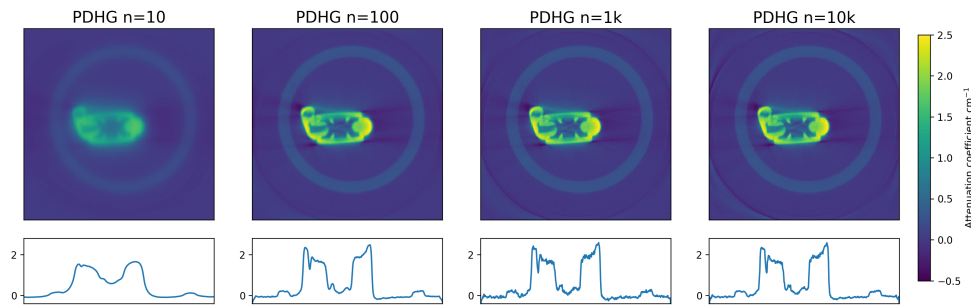 PDHG n=10 PDHG n=100 PDHG n=1k PDHG n=10k
2.5
2.0
1.5
1.0
0.5
0.0
−0.5
Attenuation coefficient cm⁻¹
2 2 2 2
0 0 0 0